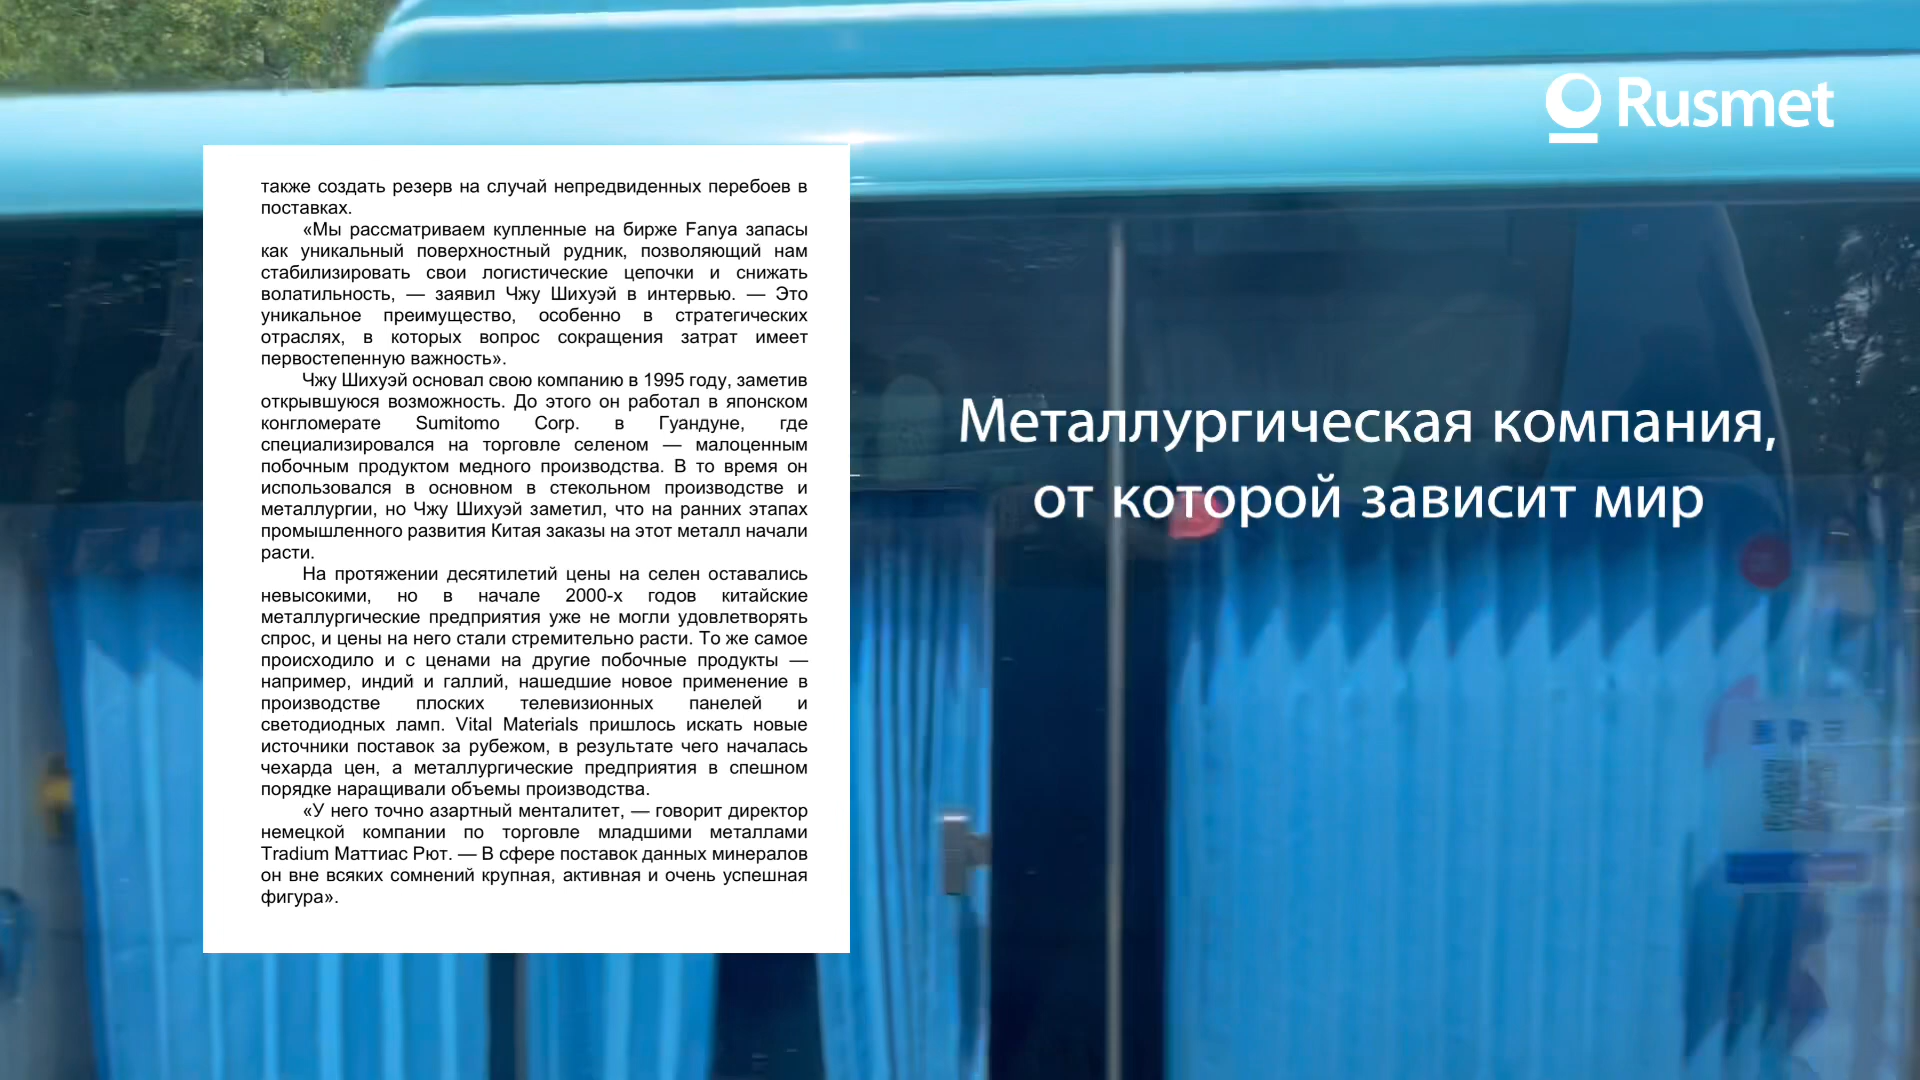 Rusmet
также создать резерв на случай непредвиденных перебоев в
поставках.
«Мы рассматриваем купленные на бирже Fanya запасы
как уникальный поверхностный рудник, позволяющий нам
стабилизировать свои логистические цепочки и снижать
волатильность, — заявил Чжу Шихуэй в интервью. — Это
уникальное преимущество, особенно в стратегических
отраслях, в которых вопрос сокращения затрат имеет
первостепенную важность».
Чжу Шихуэй основал свою компанию в 1995 году, заметив
открывшуюся возможность. До этого он работал в японском
конгломерате Sumitomo Corp. в Гуандуне, где
специализировался на торговле селеном — малоценным
побочным продуктом медного производства. В то время он
использовался в основном в стекольном производстве и
металлургии, но Чжу Шихуэй заметил, что на ранних этапах
промышленного развития Китая заказы на этот металл начали
расти.
На протяжении десятилетий цены на селен оставались
невысокими, но в начале 2000-х годов китайские
металлургические предприятия уже не могли удовлетворять
спрос, и цены на него стали стремительно расти. То же самое
происходило и с ценами на другие побочные продукты —
например, индий и галлий, нашедшие новое применение в
производстве плоских телевизионных панелей и
светодиодных ламп. Vital Materials пришлось искать новые
источники поставок за рубежом, в результате чего началась
чехарда цен, а металлургические предприятия в спешном
порядке наращивали объемы производства.
«У него точно азартный менталитет, — говорит директор
немецкой компании по торговле младшими металлами
Tradium Маттиас Рют. — В сфере поставок данных минералов
он вне всяких сомнений крупная, активная и очень успешная
фигура».
Металлургическая компания,
от которой зависит мир